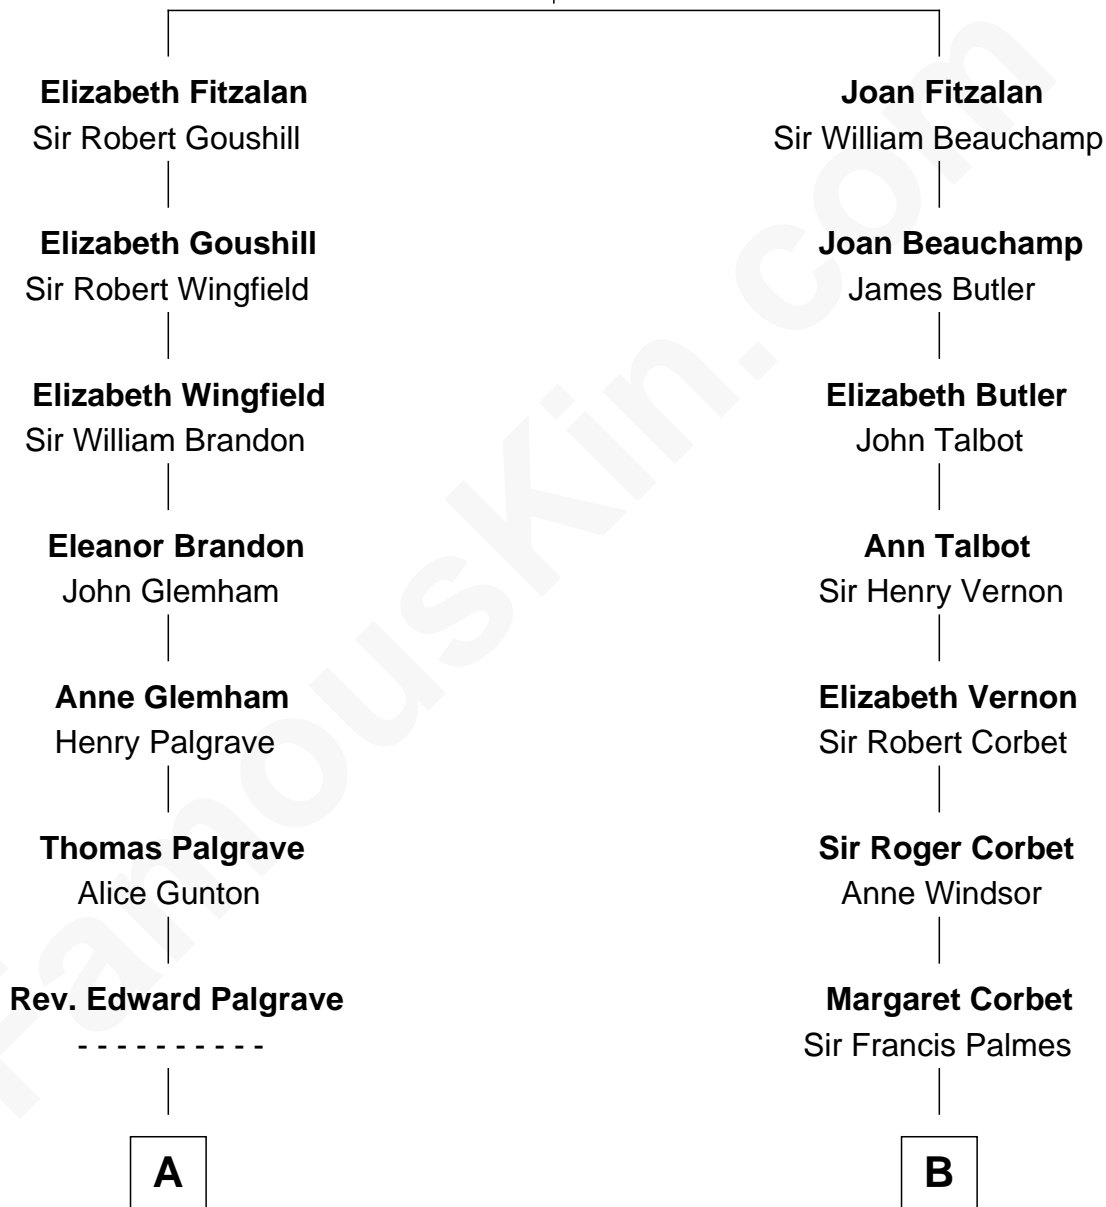 Elizabeth Fitzalan
Sir Robert Goushill
Elizabeth Goushill
Sir Robert Wingfield
Elizabeth Wingfield
Sir William Brandon
Eleanor Brandon
John Glemham
Anne Glemham
Henry Palgrave
Thomas Palgrave
Alice Gunton
Rev. Edward Palgrave
- - - - - - - - - -
A
Joan Fitzalan
Sir William Beauchamp
Joan Beauchamp
James Butler
Elizabeth Butler
John Talbot
Ann Talbot
Sir Henry Vernon
Elizabeth Vernon
Sir Robert Corbet
Sir Roger Corbet
Anne Windsor
Margaret Corbet
Sir Francis Palmes
B
FamousKin.com